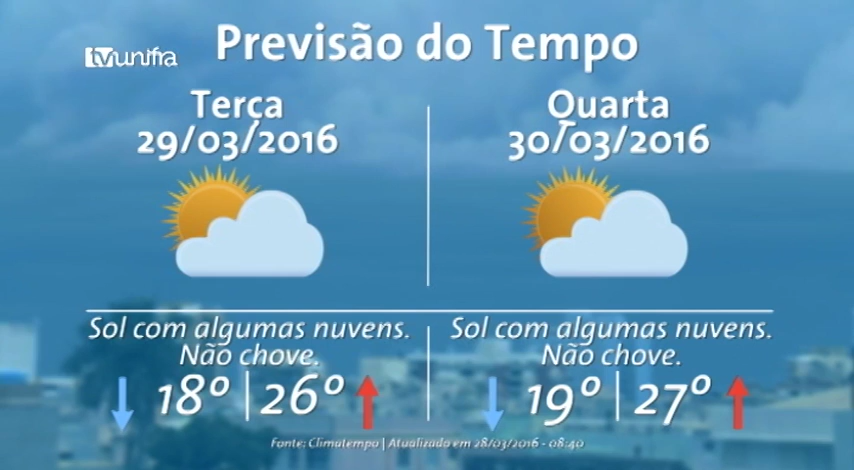 tvunifra
Previsão do Tempo
Terça
29/03/2016
Quarta
30/03/2016
Sol com algumas nuvens.
Não chove.
18º | 26º
Sol com algumas nuvens.
Não chove.
19º | 27º
Fonte: Climatempo | Atualizado em 28/03/2016 - 08:40